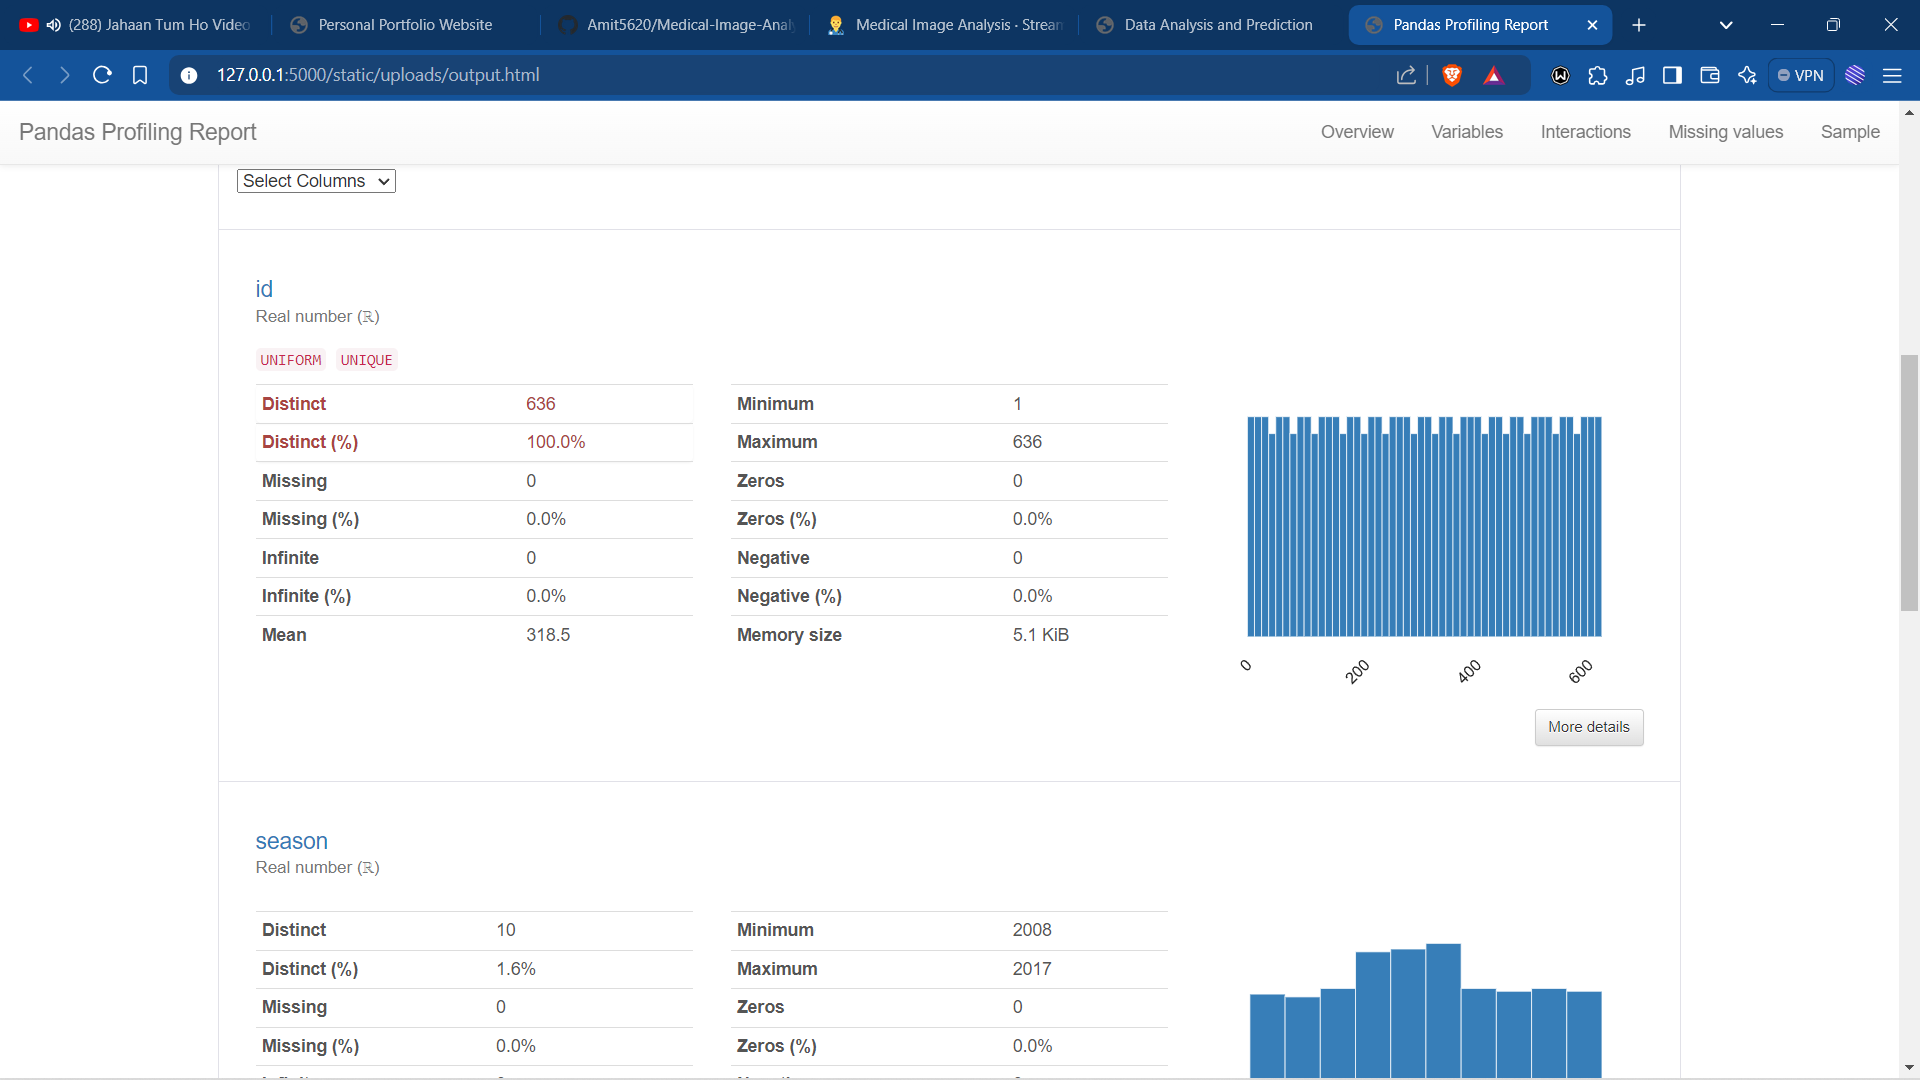 (288) Jahaan Tum Ho Video
Personal Portfolio Website
Amit5620/Medical-Image-Analy
Medical Image Analysis · Stream
Data Analysis and Prediction
Pandas Profiling Report
127.0.0.1:5000/static/uploads/output.html
VPN
Pandas Profiling Report
Overview
Variables
Interactions
Missing values
Sample
Select Columns
id
Real number (ℝ)
UNIFORM UNIQUE
Distinct 636
Distinct (%) 100.0%
Missing 0
Missing (%) 0.0%
Infinite 0
Infinite (%) 0.0%
Mean 318.5
Minimum 1
Maximum 636
Zeros 0
Zeros (%) 0.0%
Negative 0
Negative (%) 0.0%
Memory size 5.1 KiB
0 200 400 600
More details
season
Real number (ℝ)
Distinct 10
Distinct (%) 1.6%
Missing 0
Missing (%) 0.0%
Minimum 2008
Maximum 2017
Zeros 0
Zeros (%) 0.0%